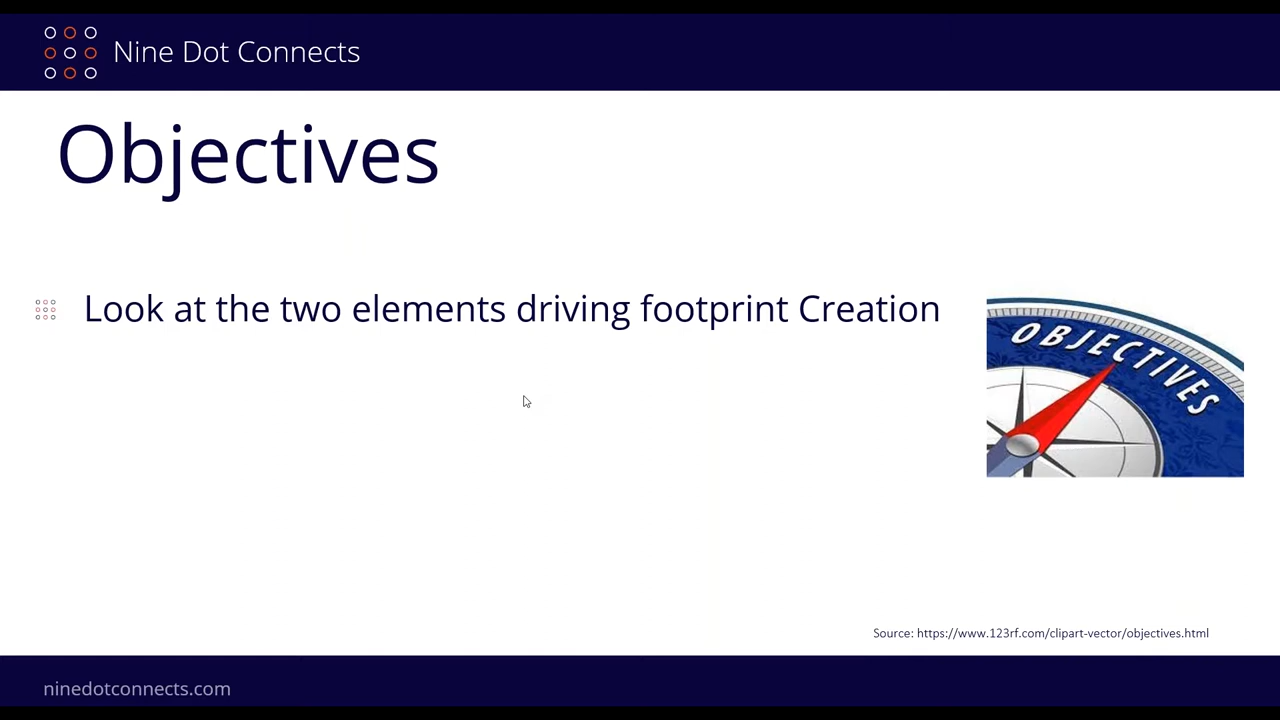 Nine Dot Connects
Objectives
Look at the two elements driving footprint Creation
OBJECTIVES
Source: https://www.123rf.com/clipart-vector/objectives.html
ninedotconnects.com